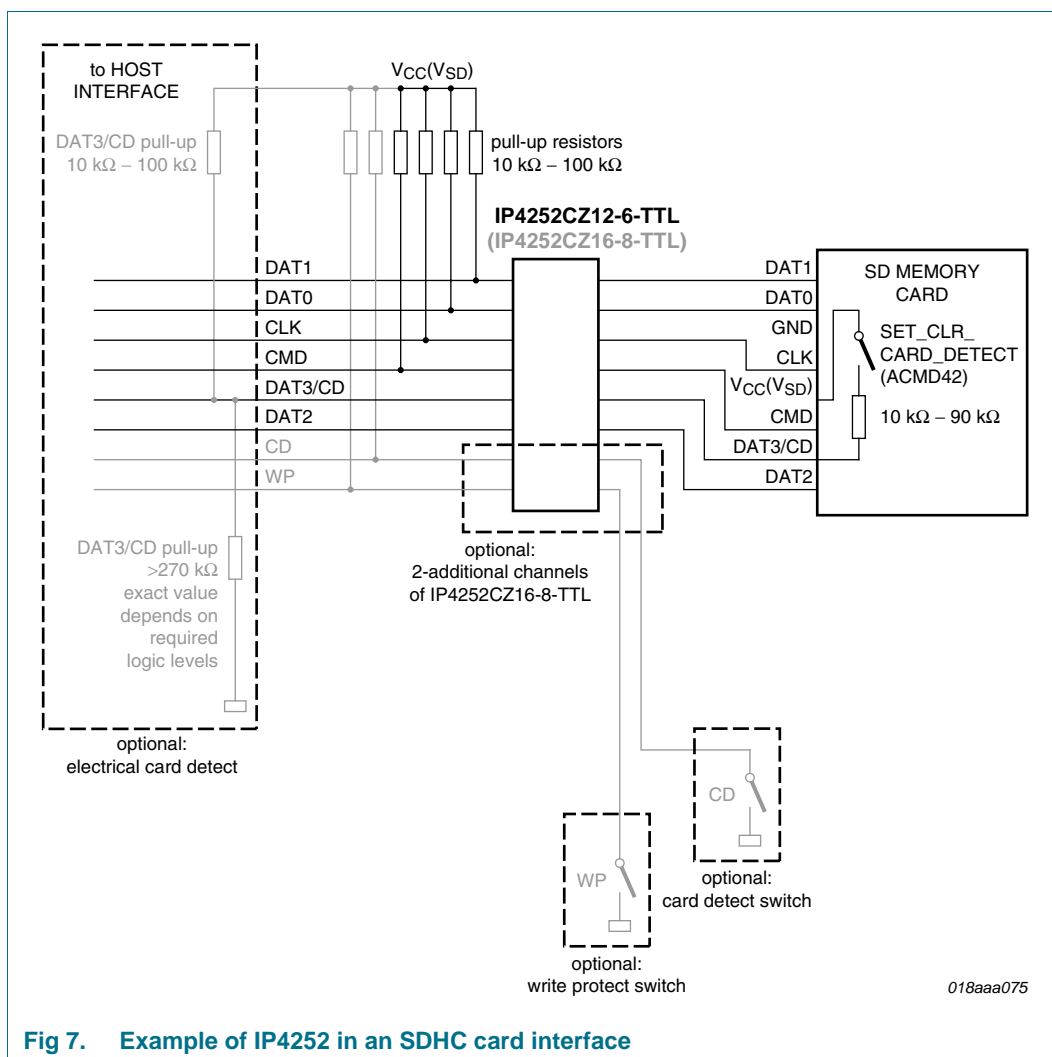 to HOST
INTERFACE
VCC(VSD)
DAT3/CD pull-up
10 kΩ − 100 kΩ
pull-up resistors
10 kΩ − 100 kΩ
IP4252CZ12-6-TTL
(IP4252CZ16-8-TTL)
DAT1
DAT0
CLK
CMD
DAT3/CD
DAT2
CD
WP
DAT1
DAT0
GND
CLK
VCC(VSD)
CMD
DAT3/CD
DAT2
SD MEMORY
CARD
SET_CLR_
CARD_DETECT
(ACMD42)
10 kΩ − 90 kΩ
DAT3/CD pull-up
>270 kΩ
exact value
depends on
required
logic levels
optional:
2-additional channels
of IP4252CZ16-8-TTL
optional:
electrical card detect
CD
optional:
card detect switch
WP
optional:
write protect switch
018aaa075
Fig 7. Example of IP4252 in an SDHC card interface